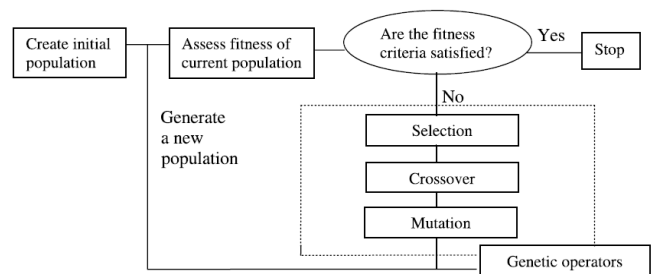 Create initial
population
Assess fitness of
current population
Are the fitness
criteria satisfied?
Yes
Stop
No
Generate
a new
population
Selection
Crossover
Mutation
Genetic operators